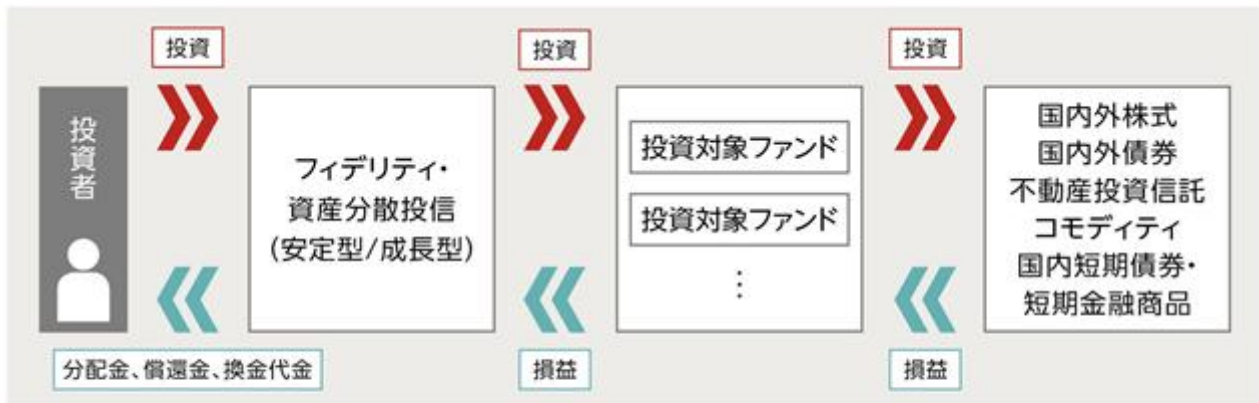 投資
投資
投資
投資者
フィデリティ・
資産分散投信
(安定型/成長型)
投資対象ファンド
投資対象ファンド
⋮
国内外株式
国内外債券
不動産投資信託
コモディティ
国内短期債券・
短期金融商品
分配金、償還金、換金代金
損益
損益